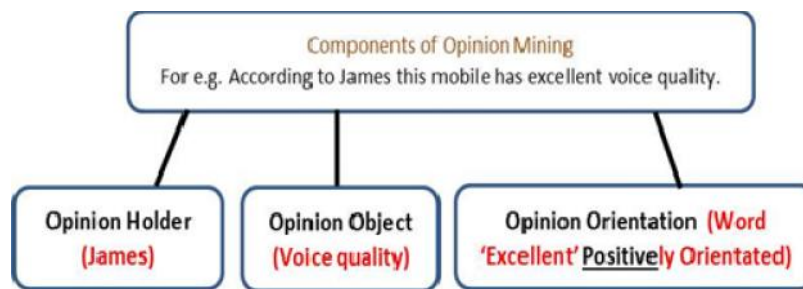 Components of Opinion Mining
For e.g. According to James this mobile has excellent voice quality.
Opinion Holder
(James)
Opinion Object
(Voice quality)
Opinion Orientation (Word
'Excellent' Positively Orientated)